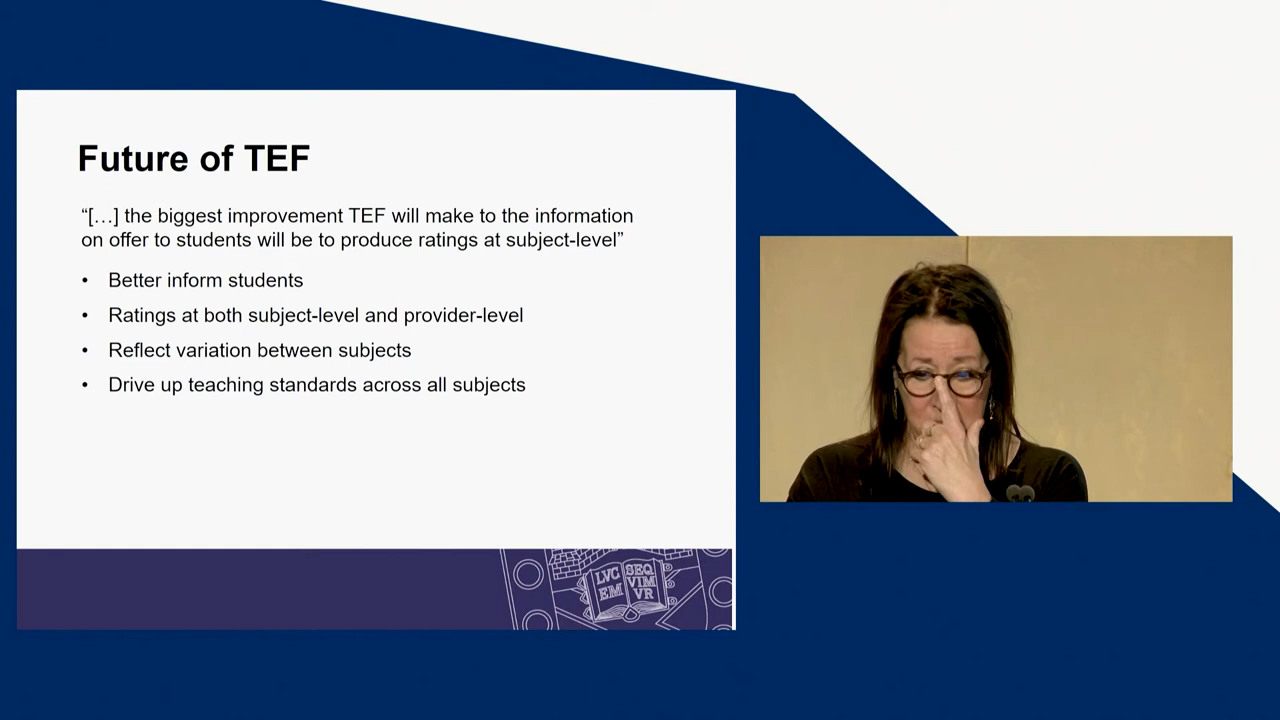 Future of TEF
“[…] the biggest improvement TEF will make to the information
on offer to students will be to produce ratings at subject-level”
• Better inform students
• Ratings at both subject-level and provider-level
• Reflect variation between subjects
• Drive up teaching standards across all subjects
LVC
EM
SEQ
VIM
VR